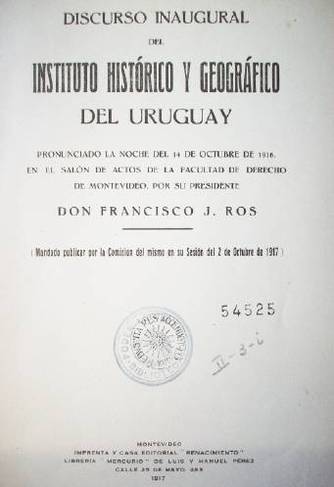 DISCURSO INAUGURAL
DEL
INSTITUTO HISTÓRICO Y GEOGRÁFICO
DEL URUGUAY
PRONUNCIADO LA NOCHE DEL 14 DE OCTUBRE DE 1916,
EN EL SALÓN DE ACTOS DE LA FACULTAD DE DERECHO
DE MONTEVIDEO, POR SU PRESIDENTE
DON FRANCISCO J. ROS
(Mandado publicar por la Comision del mismo en su Sesión del 2 de Octubre de 1917)
54525
II-3-i
MONTEVIDEO
IMPRENTA Y CASA EDITORIAL "RENACIMIENTO"
LIBRERÍA "MERCURIO" DE LUIS Y MANUEL PÉREZ
CALLE 25 DE MAYO,
1917